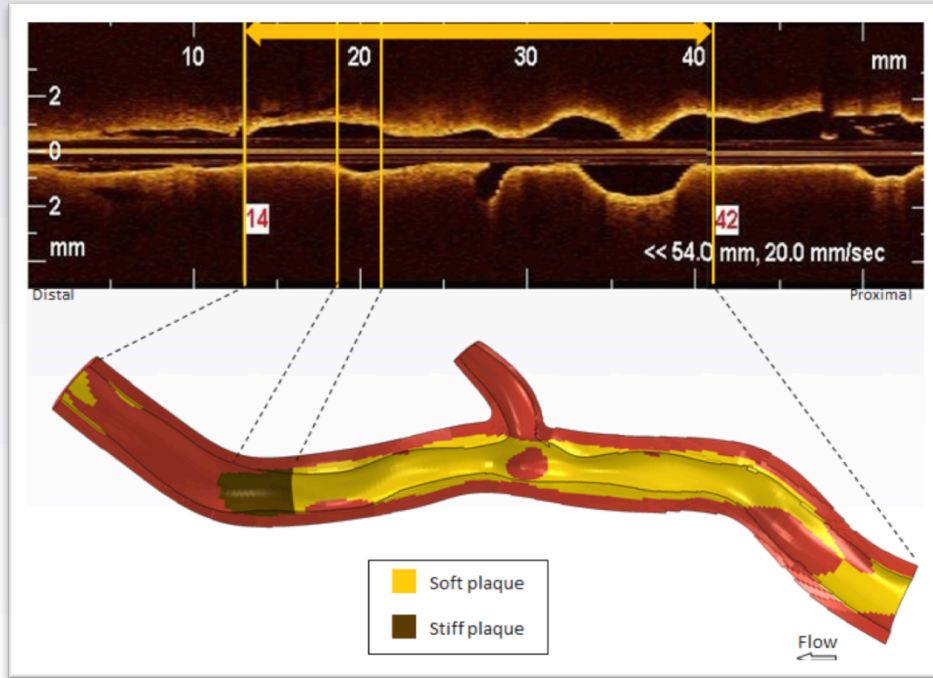 10 20 30 40 mm
2
0
2
14 42
mm << 54.0 mm, 20.0 mm/sec
Distal Proximal
Soft plaque
Stiff plaque
Flow